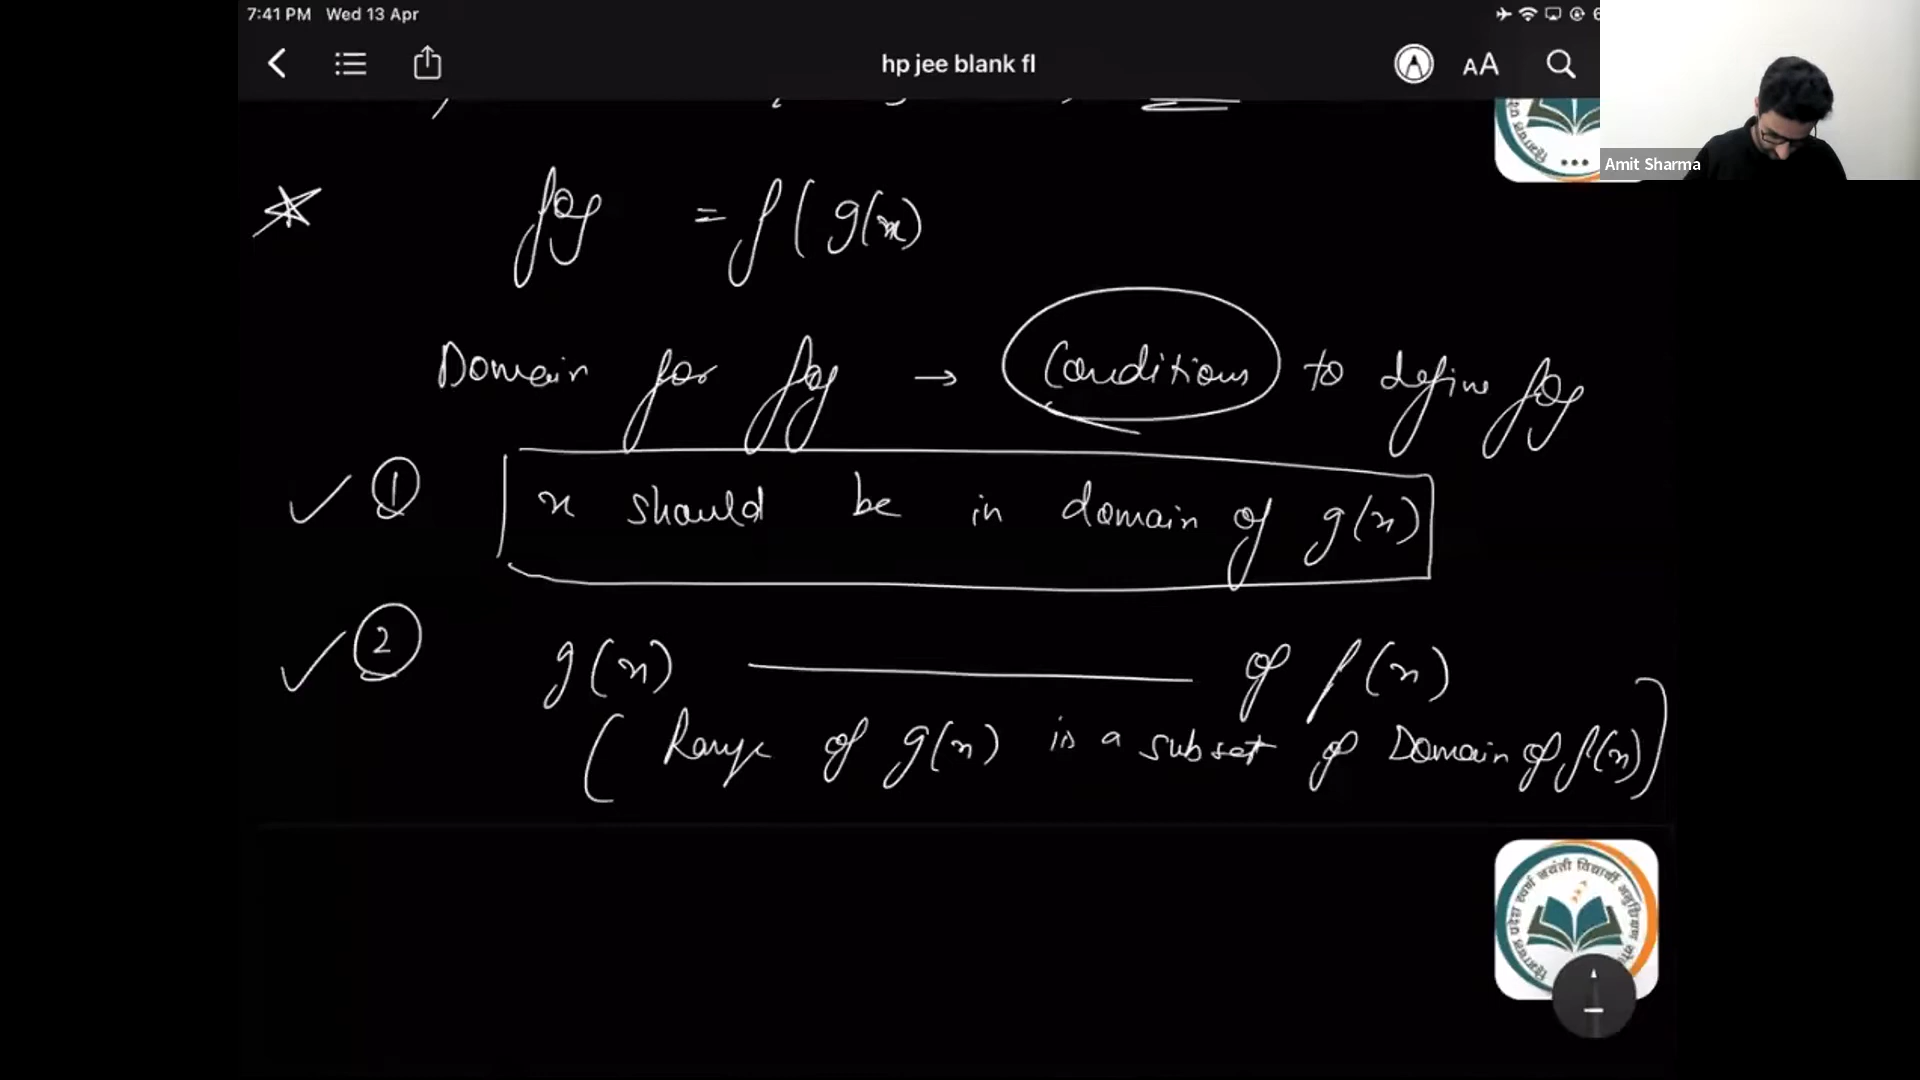 7:41 PM Wed 13 Apr
hp jee blank fl
AA
Amit Sharma
fog = f(g(x)
Domain for fog → Conditions to define fog
① x should be in domain of g(x)
② g(x) ——— of f(x)
( Range of g(x) is a subset of Domain of f(x) )